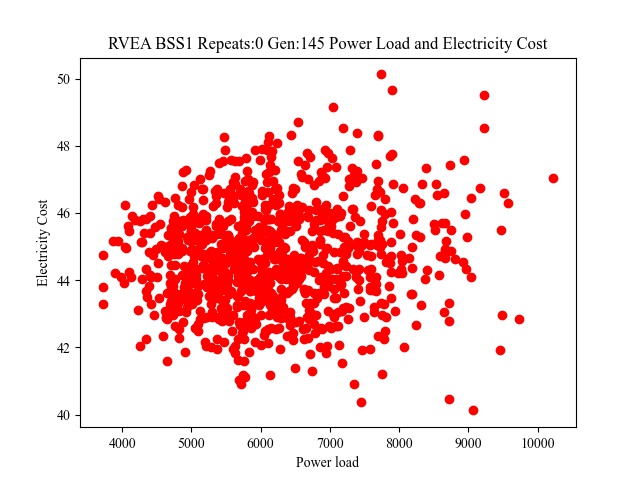 RVEA BSS1 Repeats:0 Gen:145 Power Load and Electricity Cost
50
48
46
44
42
40
Electricity Cost
4000 5000 6000 7000 8000 9000 10000
Power load